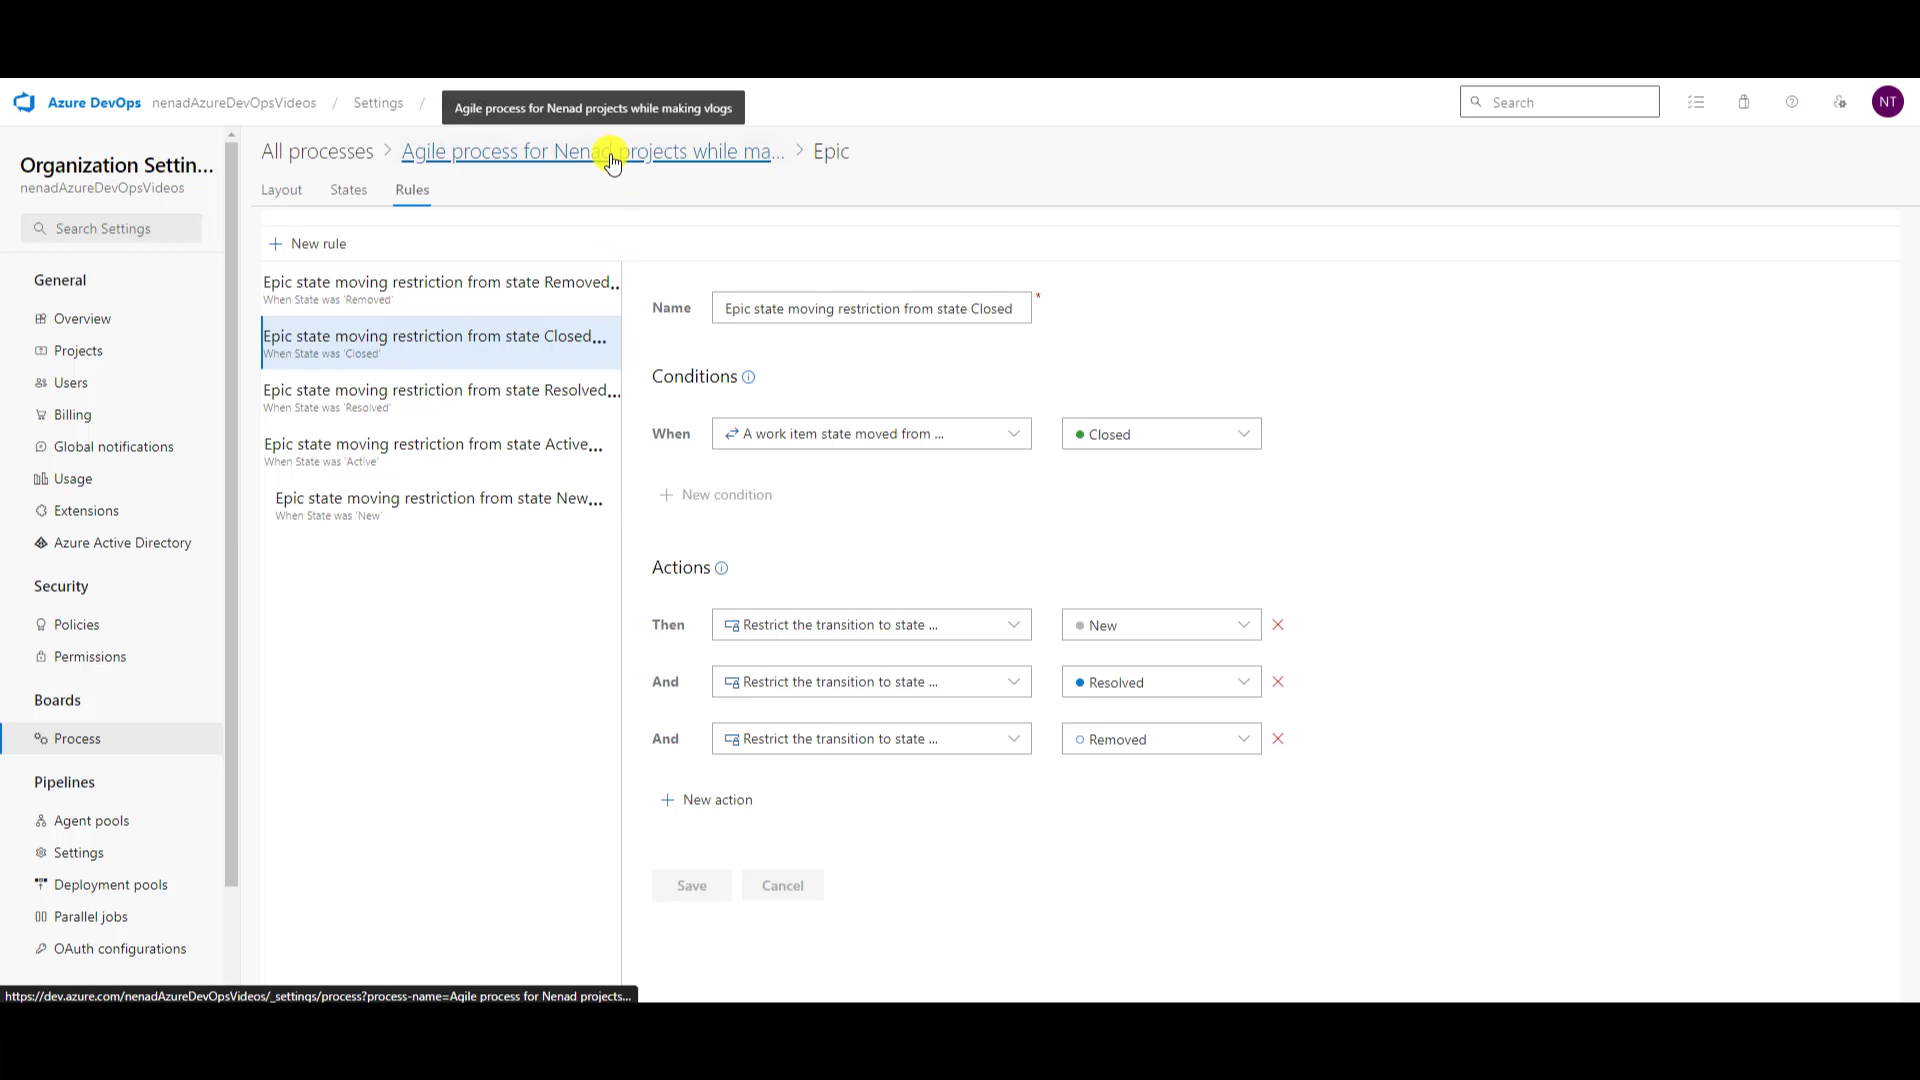 Azure DevOps nenadAzureDevOpsVideos / Settings /
Agile process for Nenad projects while making vlogs
Search
NT
Organization Settin...
nenadAzureDevOpsVideos
Search Settings
General
Overview
Projects
Users
Billing
Global notifications
Usage
Extensions
Azure Active Directory
Security
Policies
Permissions
Boards
Process
Pipelines
Agent pools
Settings
Deployment pools
Parallel jobs
OAuth configurations
All processes > Agile process for Nenad projects while ma... > Epic
Layout States Rules
+ New rule
Epic state moving restriction from state Removed...
When State was 'Removed'
Epic state moving restriction from state Closed...
When State was 'Closed'
Epic state moving restriction from state Resolved...
When State was 'Resolved'
Epic state moving restriction from state Active...
When State was 'Active'
Epic state moving restriction from state New...
When State was 'New'
Name Epic state moving restriction from state Closed *
Conditions
When A work item state moved from ... Closed
+ New condition
Actions
Then Restrict the transition to state ... New
And Restrict the transition to state ... Resolved
And Restrict the transition to state ... Removed
+ New action
Save Cancel
https://dev.azure.com/nenadAzureDevOpsVideos/_settings/process?process-name=Agile process for Nenad projects...